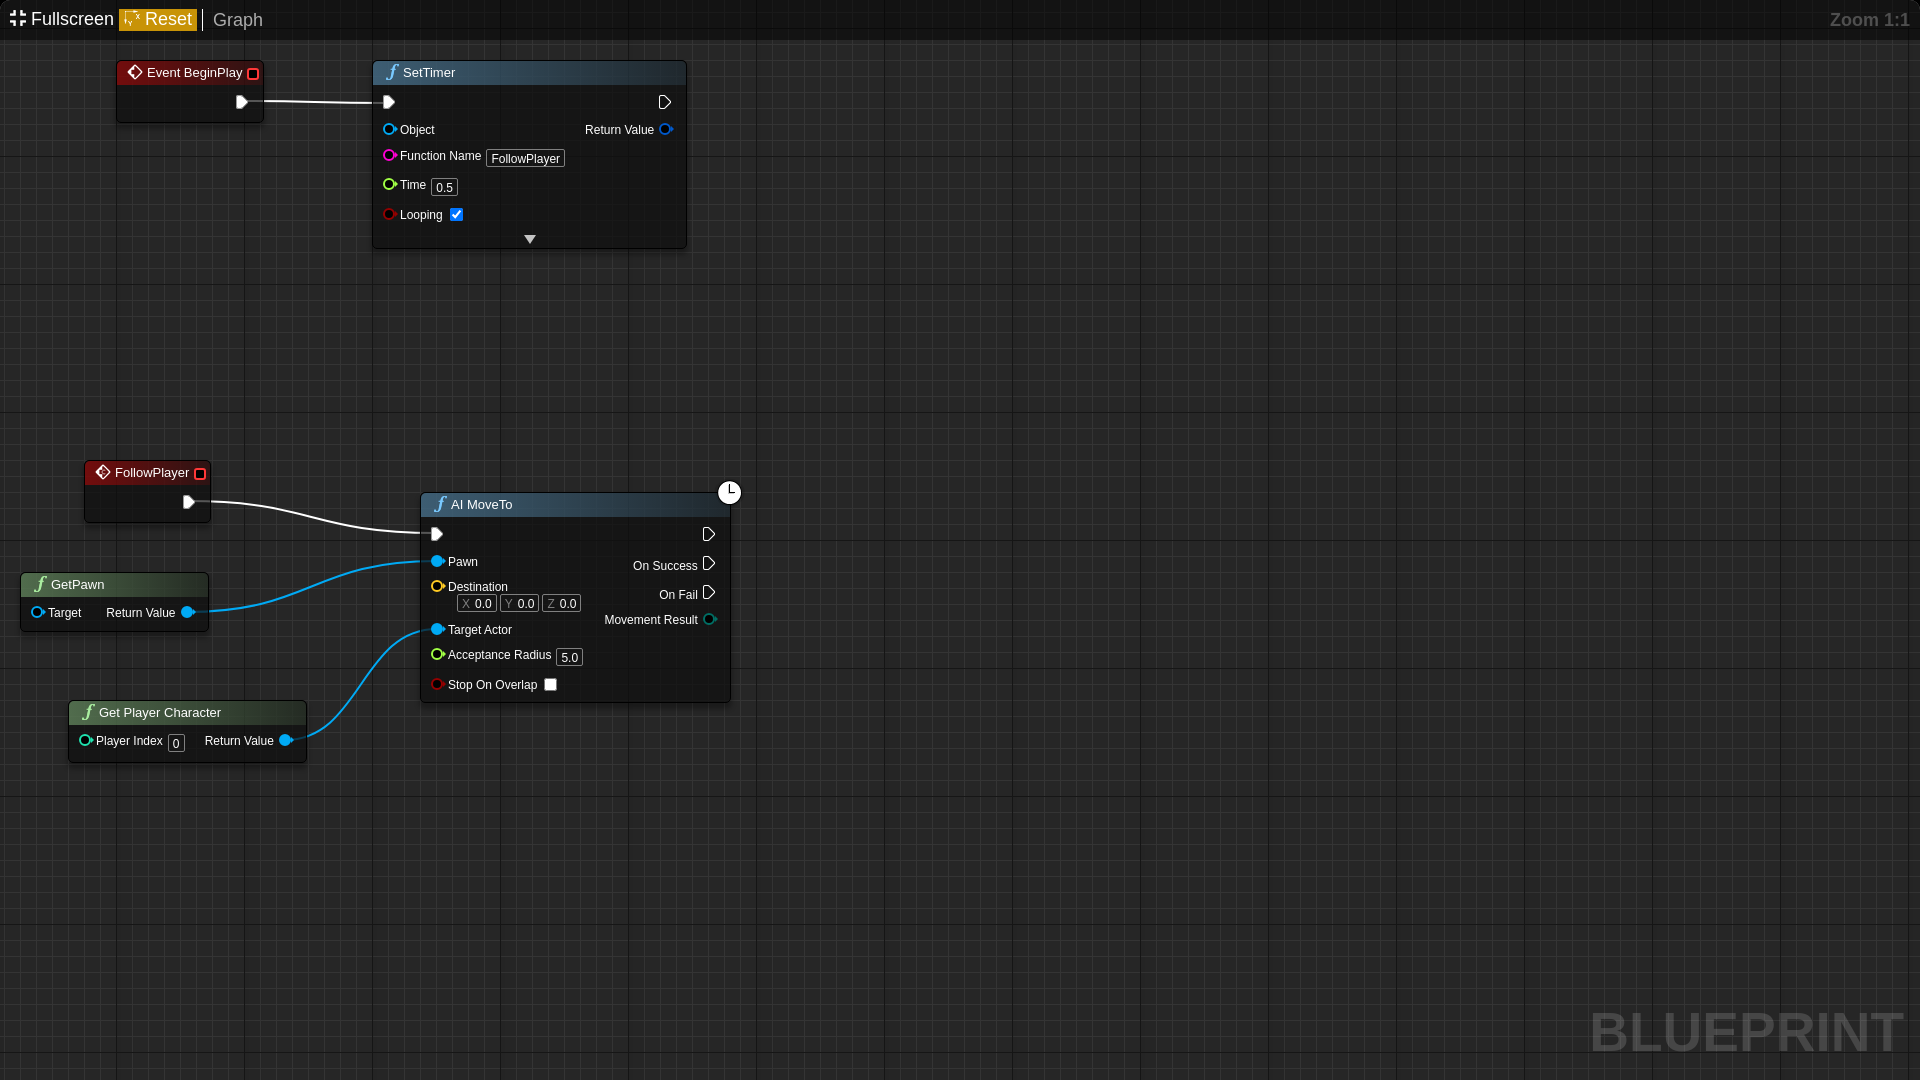 Fullscreen Reset Graph Zoom 1:1
Event BeginPlay
SetTimer
Object Return Value
Function Name FollowPlayer
Time 0.5
Looping
FollowPlayer
AI MoveTo
Pawn
On Success
Destination
X 0.0 Y 0.0 Z 0.0
On Fail
Movement Result
Target Actor
Acceptance Radius 5.0
Stop On Overlap
GetPawn
Target Return Value
Get Player Character
Player Index 0 Return Value
BLUEPRINT